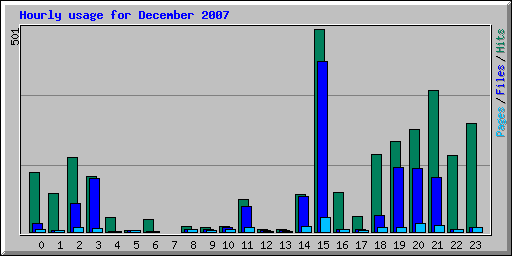 Hourly usage for December 2007
501
Pages / Files / Hits
0 1 2 3 4 5 6 7 8 9 10 11 12 13 14 15 16 17 18 19 20 21 22 23